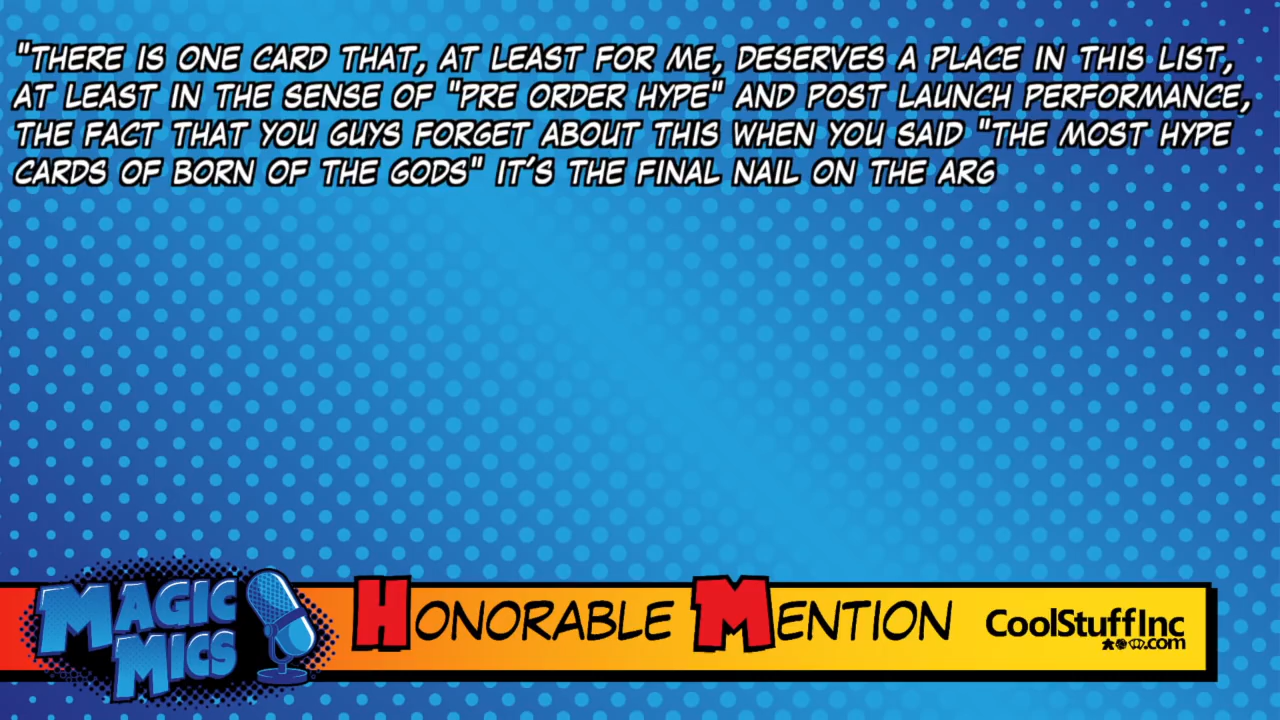 "THERE IS ONE CARD THAT, AT LEAST FOR ME, DESERVES A PLACE IN THIS LIST,
AT LEAST IN THE SENSE OF "PRE ORDER HYPE" AND POST LAUNCH PERFORMANCE,
THE FACT THAT YOU GUYS FORGET ABOUT THIS WHEN YOU SAID "THE MOST HYPE
CARDS OF BORN OF THE GODS" IT'S THE FINAL NAIL ON THE ARG
MAGIC
MICS
HONORABLE MENTION
CoolStuffInc
.com